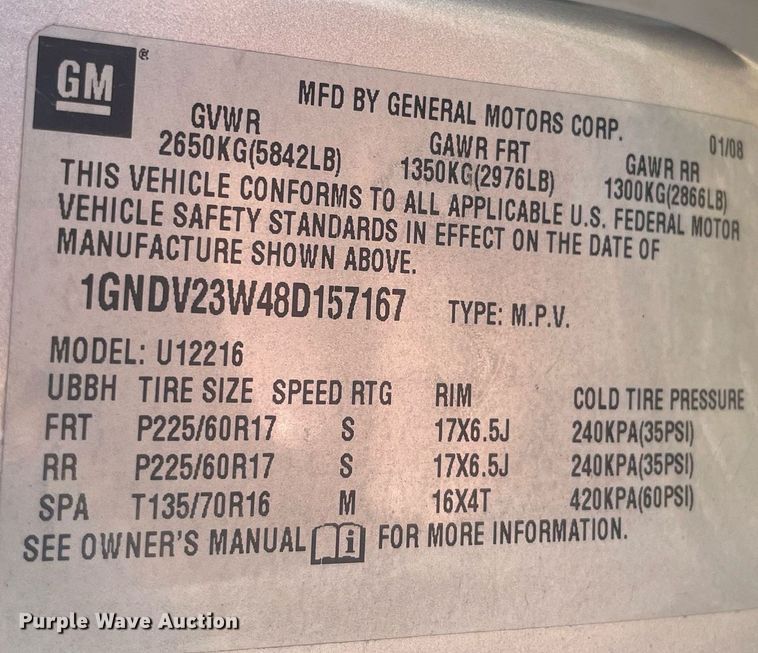 GM ®
MFD BY GENERAL MOTORS CORP. 01/08
GVWR GAWR FRT GAWR RR
2650KG(5842LB) 1350KG(2976LB) 1300KG(2866LB)
THIS VEHICLE CONFORMS TO ALL APPLICABLE U.S. FEDERAL MOTOR
VEHICLE SAFETY STANDARDS IN EFFECT ON THE DATE OF
MANUFACTURE SHOWN ABOVE.
1GNDV23W48D157167 TYPE: M.P.V.
MODEL: U12216
UBBH TIRE SIZE SPEED RTG RIM COLD TIRE PRESSURE
FRT P225/60R17 S 17X6.5J 240KPA(35PSI)
RR P225/60R17 S 17X6.5J 240KPA(35PSI)
SPA T135/70R16 M 16X4T 420KPA(60PSI)
SEE OWNER'S MANUAL i FOR MORE INFORMATION.
Purple Wave Auction